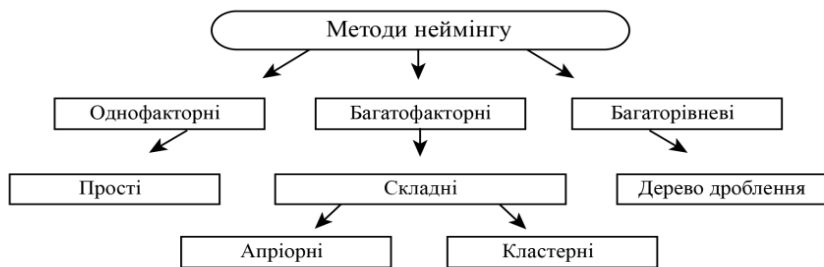 Методи неймінгу
Однофакторні
Багатофакторні
Багаторівневі
Прості
Складні
Дерево дроблення
Апріорні
Кластерні